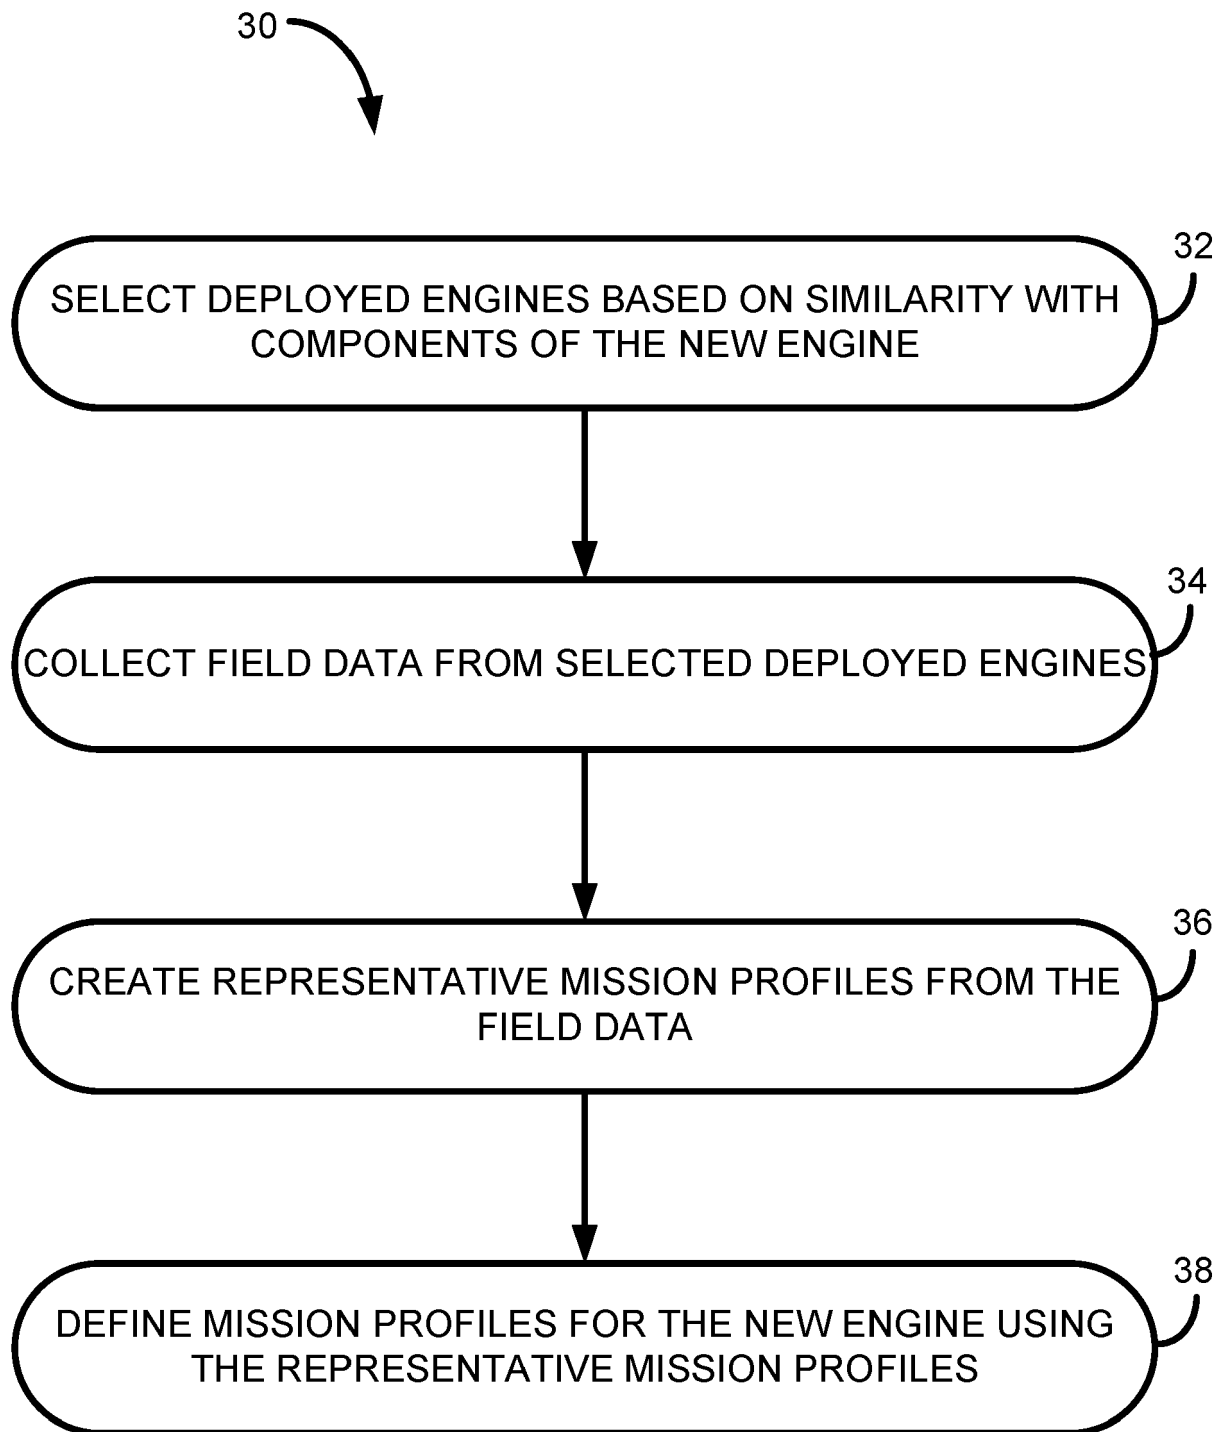 30
32
SELECT DEPLOYED ENGINES BASED ON SIMILARITY WITH
COMPONENTS OF THE NEW ENGINE
34
COLLECT FIELD DATA FROM SELECTED DEPLOYED ENGINES
36
CREATE REPRESENTATIVE MISSION PROFILES FROM THE
FIELD DATA
38
DEFINE MISSION PROFILES FOR THE NEW ENGINE USING
THE REPRESENTATIVE MISSION PROFILES